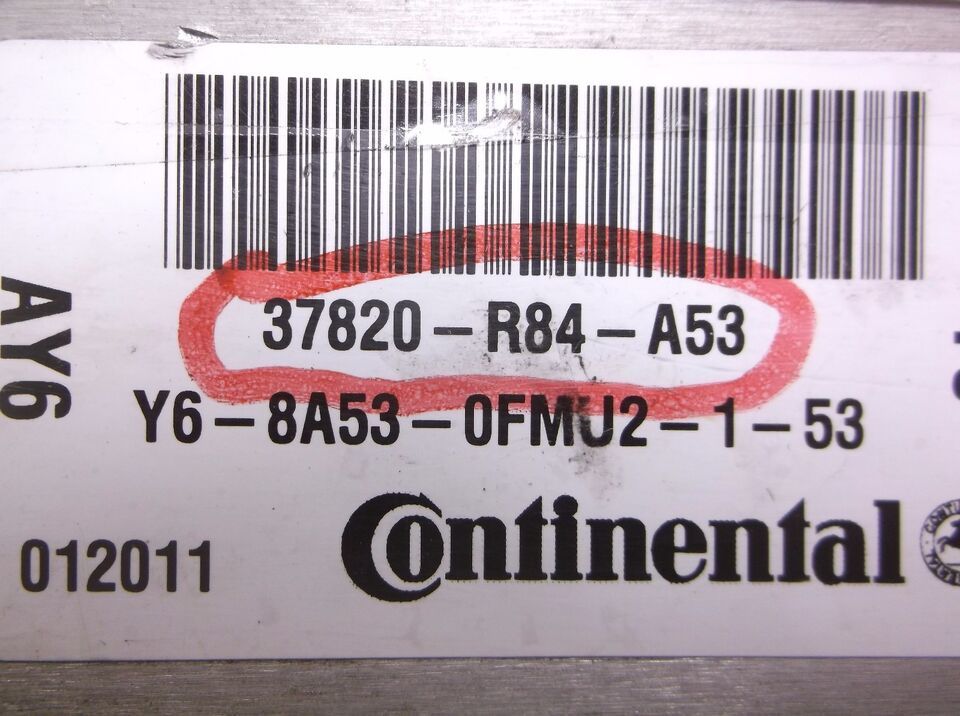 37820-R84-A53
Y6-8A53-0FMU2-1-53
AY6
012011
Continental